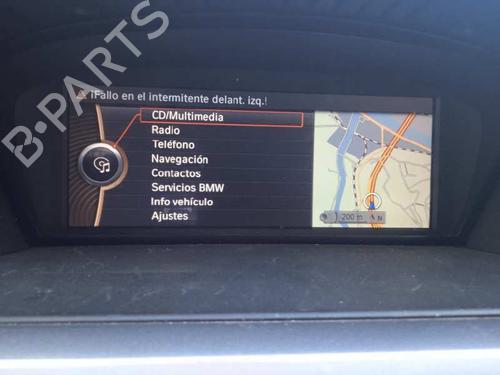 B-PARTS
¡Fallo en el intermitente delant. izq.!
CD/Multimedia
Radio
Teléfono
Navegación
Contactos
Servicios BMW
Info vehículo
Ajustes
200 m
N